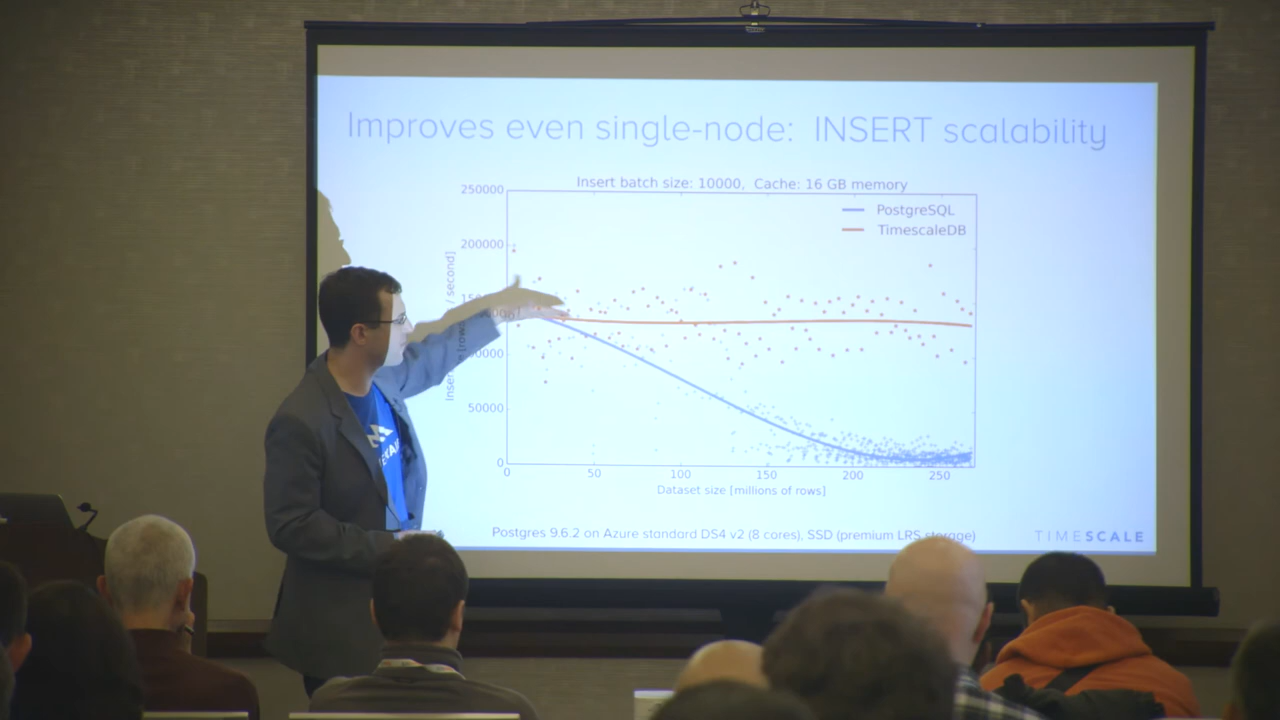 Improves even single-node: INSERT scalability
Insert batch size: 10000, Cache: 16 GB memory
250000
PostgreSQL
200000
TimescaleDB
/ second]
50000
0
0 50 100 150 200 250
Dataset size [millions of rows]
Postgres 9.6.2 on Azure standard DS4 v2 (8 cores), SSD (premium LRS storage)
TIMESCALE